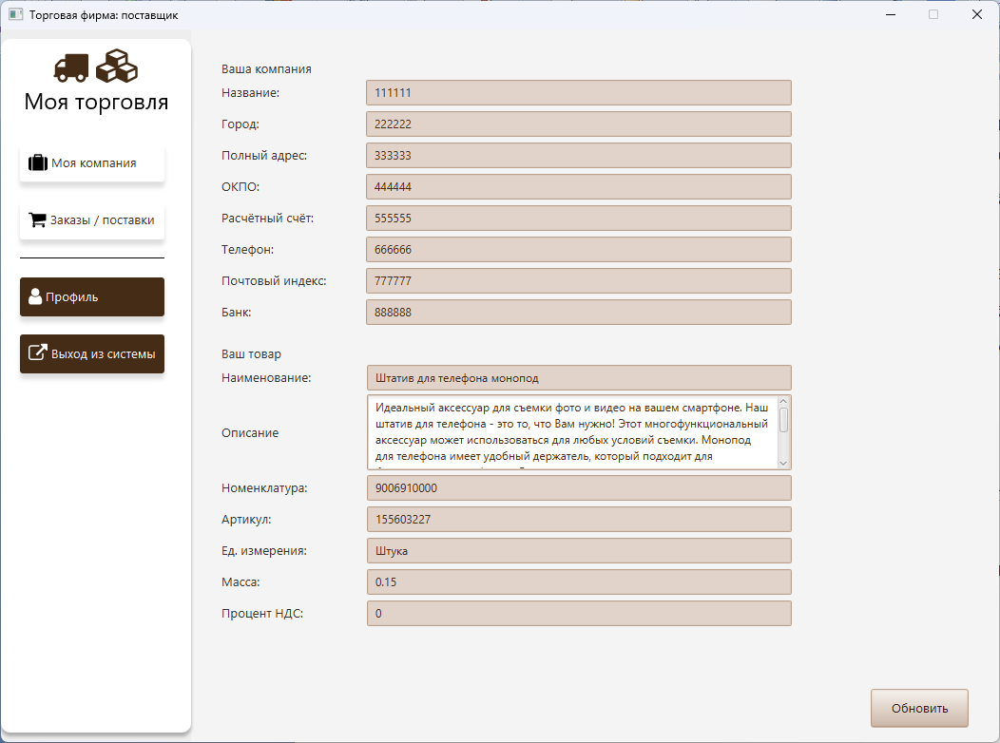 Торговая фирма: поставщик
Моя торговля
Моя компания
Заказы / поставки
Профиль
Выход из системы
Ваша компания
Название: 111111
Город: 222222
Полный адрес: 333333
ОКПО: 444444
Расчётный счёт: 555555
Телефон: 666666
Почтовый индекс: 777777
Банк: 888888
Ваш товар
Наименование: Штатив для телефона монопод
Описание
Идеальный аксессуар для съемки фото и видео на вашем смартфоне. Наш
штатив для телефона - это то, что Вам нужно! Этот многофункциональный
аксессуар может использоваться для любых условий съемки. Монопод
для телефона имеет удобный держатель, который подходит для
Номенклатура: 9006910000
Артикул: 155603227
Ед. измерения: Штука
Масса: 0.15
Процент НДС: 0
Обновить